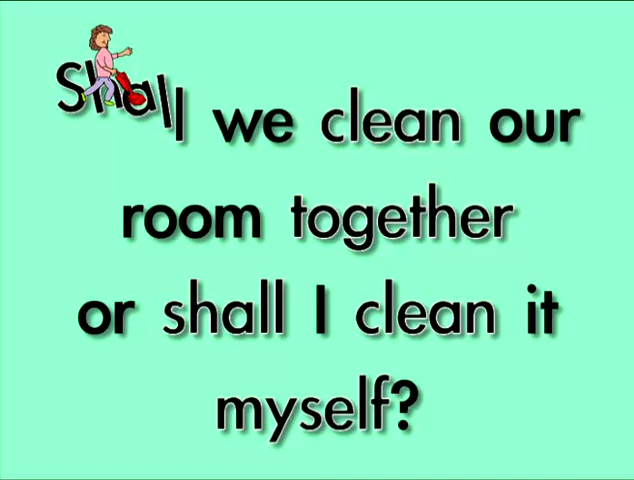 Shall we clean our
room together
or shall I clean it
myself?